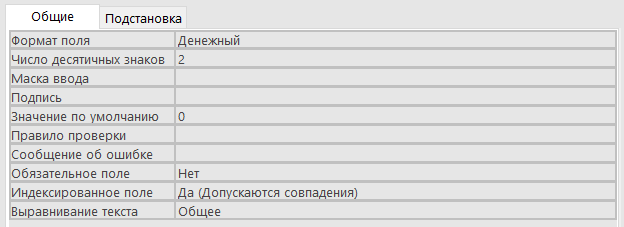 Общие Подстановка
Формат поля Денежный
Число десятичных знаков 2
Маска ввода
Подпись
Значение по умолчанию 0
Правило проверки
Сообщение об ошибке
Обязательное поле Нет
Индексированное поле Да (Допускаются совпадения)
Выравнивание текста Общее